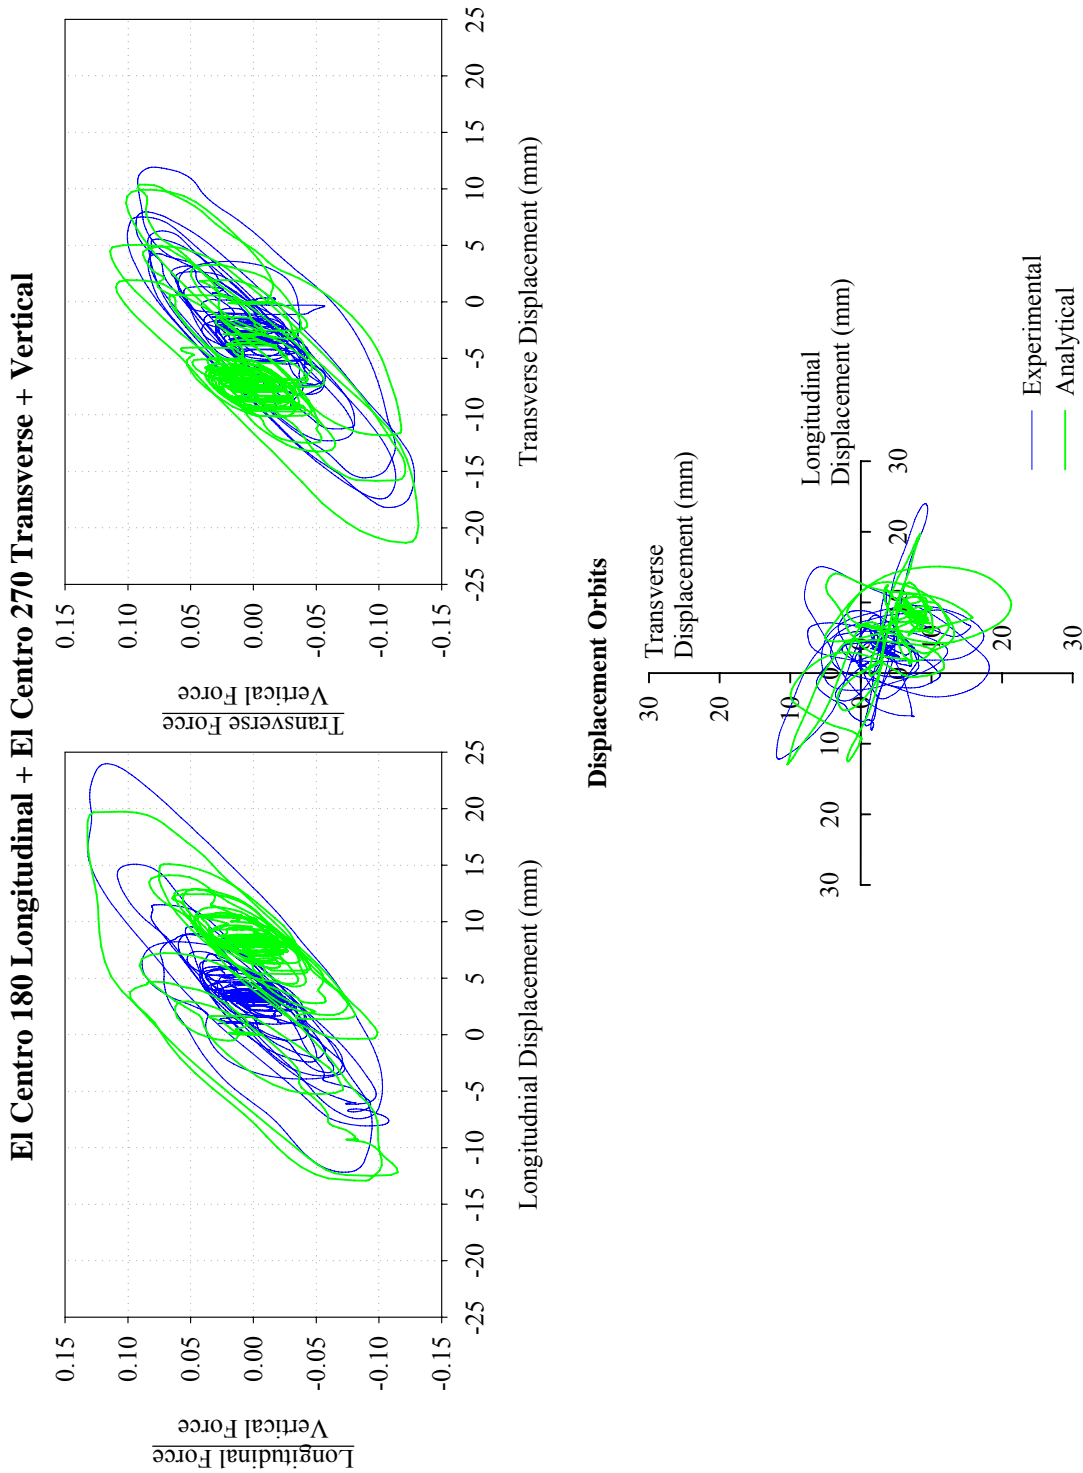 El Centro 180 Longitudinal + El Centro 270 Transverse + Vertical
Longitudinal Force
Vertical Force
0.15
0.10
0.05
0.00
-0.05
-0.10
-0.15
-25 -20 -15 -10 -5 0 5 10 15 20 25
Longitudnial Displacement (mm)
Transverse Force
Vertical Force
0.15
0.10
0.05
0.00
-0.05
-0.10
-0.15
-25 -20 -15 -10 -5 0 5 10 15 20 25
Transverse Displacement (mm)
Displacement Orbits
Transverse
Displacement (mm)
30
20
10
0
10
20
30
30 20 10 0 0 10 20 30
Longitudinal
Displacement (mm)
Experimental
Analytical